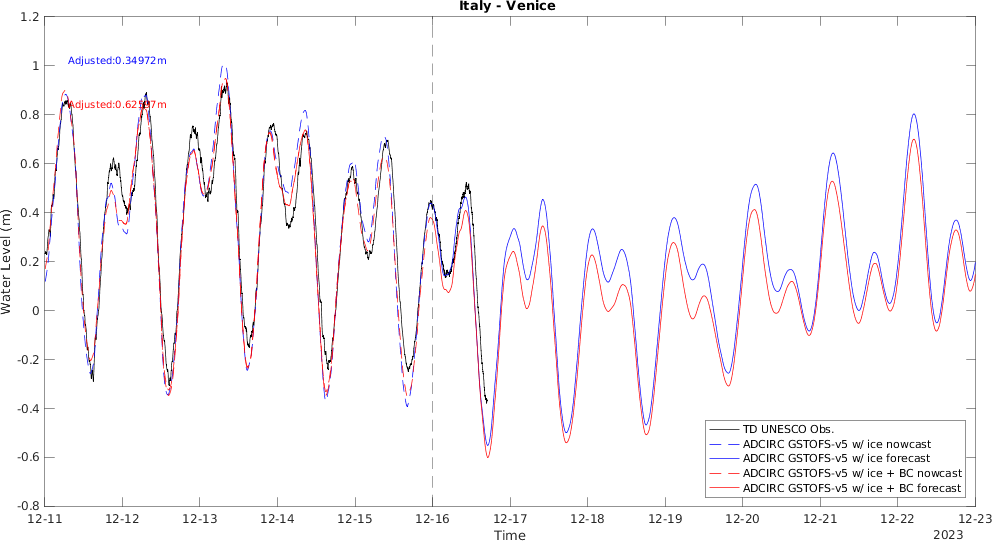 Italy - Venice
1.2
1
0.8
0.6
0.4
0.2
0
-0.2
-0.4
-0.6
-0.8
Water Level (m)
Adjusted:0.34972m
TD UNESCO Obs.
ADCIRC GSTOFS-v5 w/ ice nowcast
ADCIRC GSTOFS-v5 w/ ice forecast
ADCIRC GSTOFS-v5 w/ ice + BC nowcast
ADCIRC GSTOFS-v5 w/ ice + BC forecast
12-11 12-12 12-13 12-14 12-15 12-16 12-17 12-18 12-19 12-20 12-21 12-22 12-23
Time
2023